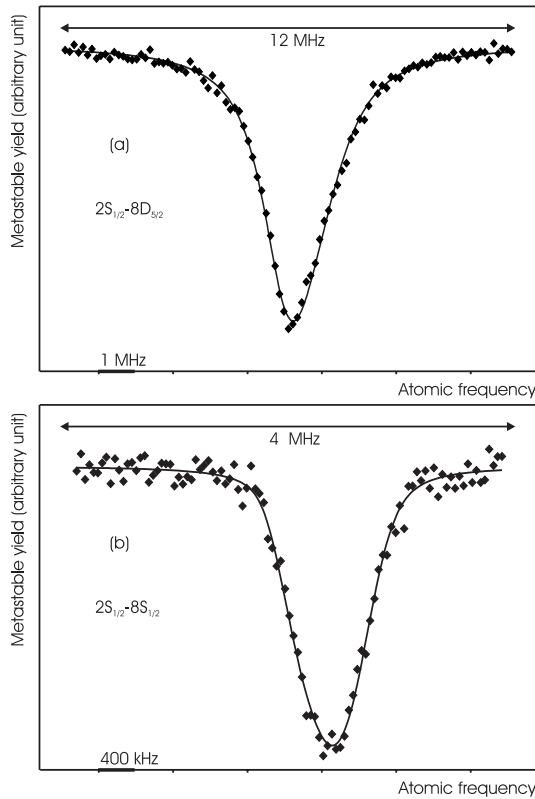 12 MHz
Metastable yield (arbitrary unit)
(a)
2S₁/₂-8D₅/₂
1 MHz
Atomic frequency
4 MHz
Metastable yield (arbitrary unit)
(b)
2S₁/₂-8S₁/₂
400 kHz
Atomic frequency